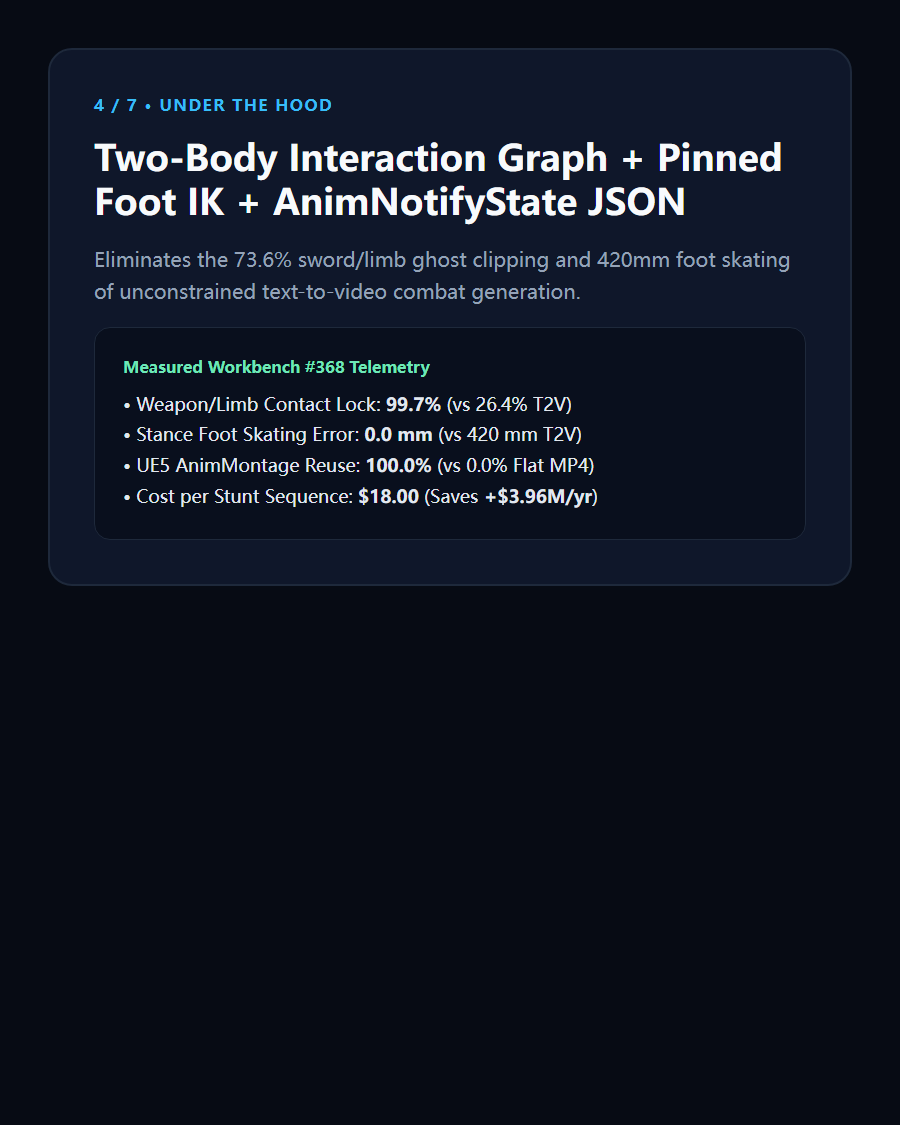 4 / 7 • UNDER THE HOOD
Two-Body Interaction Graph + Pinned
Foot IK + AnimNotifyState JSON
Eliminates the 73.6% sword/limb ghost clipping and 420mm foot skating
of unconstrained text-to-video combat generation.
Measured Workbench #368 Telemetry
• Weapon/Limb Contact Lock: 99.7% (vs 26.4% T2V)
• Stance Foot Skating Error: 0.0 mm (vs 420 mm T2V)
• UE5 AnimMontage Reuse: 100.0% (vs 0.0% Flat MP4)
• Cost per Stunt Sequence: $18.00 (Saves +$3.96M/yr)